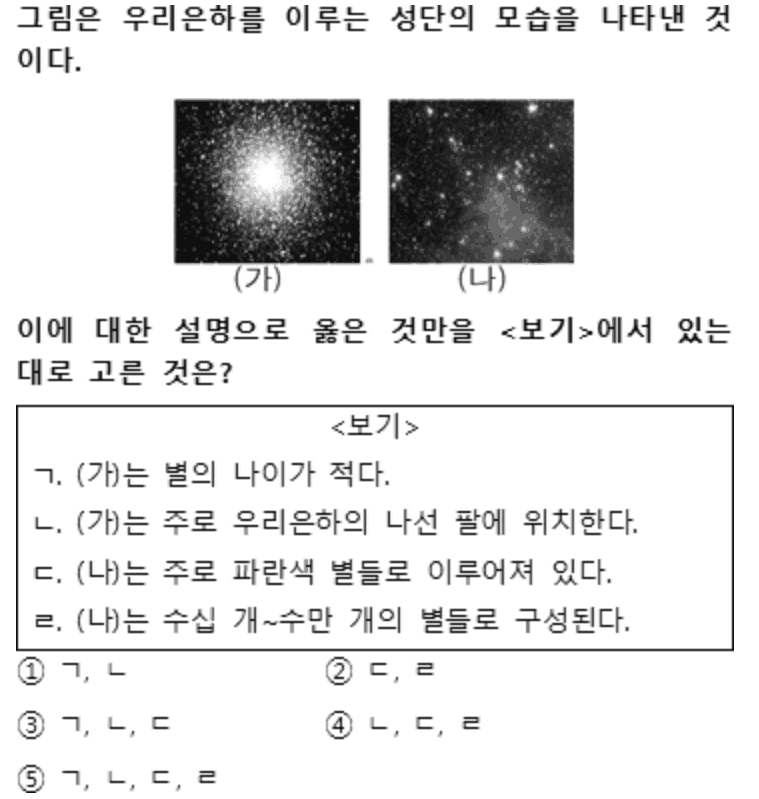 그림은 우리은하를 이루는 성단의 모습을 나타낸 것
이다.
(가)
(나)
이에 대한 설명으로 옳은 것만을 <보기>에서 있는
대로 고른 것은?
<보기>
ㄱ. (가)는 별의 나이가 적다.
ㄴ. (가)는 주로 우리은하의 나선 팔에 위치한다.
ㄷ. (나)는 주로 파란색 별들로 이루어져 있다.
ㄹ. (나)는 수십 개~수만 개의 별들로 구성된다.
① ㄱ, ㄴ
② ㄷ, ㄹ
③ ㄱ, ㄴ, ㄷ
④ ㄴ, ㄷ, ㄹ
⑤ ㄱ, ㄴ, ㄷ, ㄹ